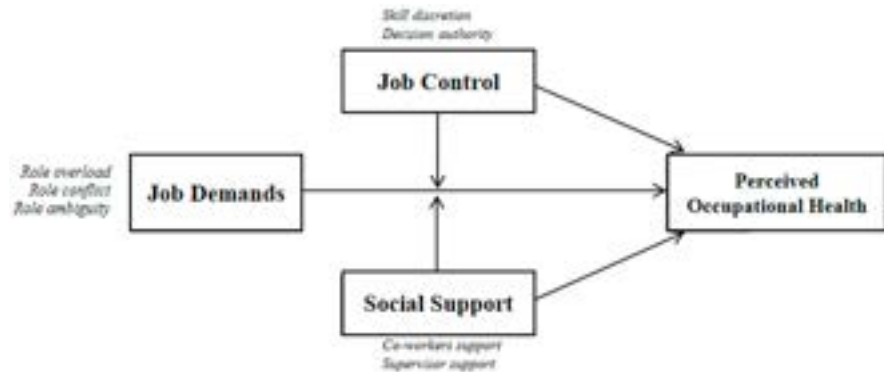 Skill discretion
Decision authority
Job Control
Role overload
Role conflict
Role ambiguity
Job Demands
Perceived
Occupational Health
Social Support
Co-workers support
Supervisor support